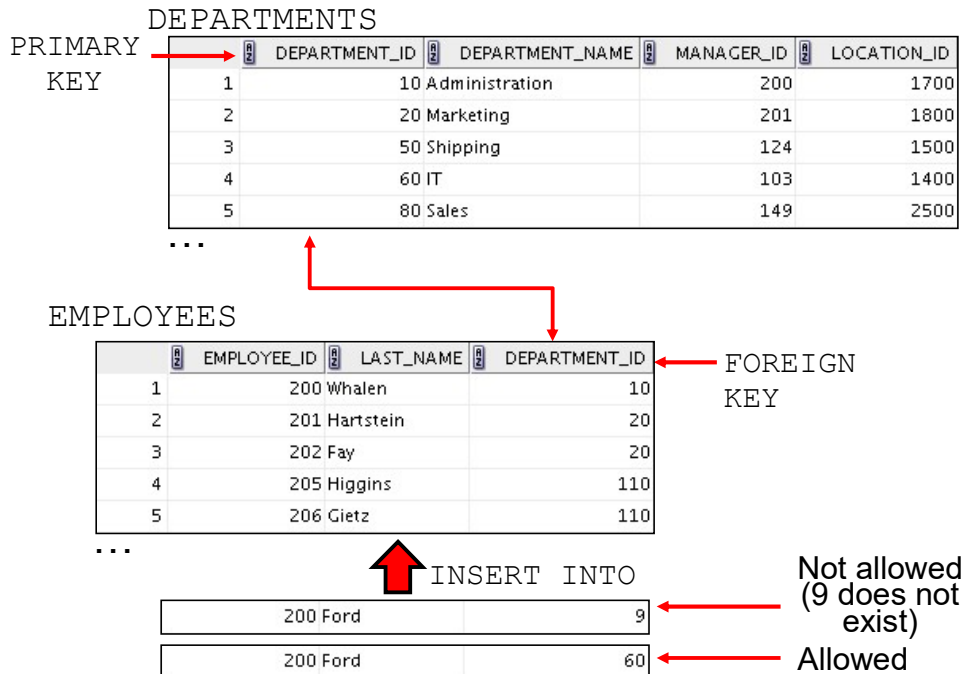 DEPARTMENTS
PRIMARY KEY
DEPARTMENT_ID DEPARTMENT_NAME MANAGER_ID LOCATION_ID
1 10 Administration 200 1700
2 20 Marketing 201 1800
3 50 Shipping 124 1500
4 60 IT 103 1400
5 80 Sales 149 2500
...
EMPLOYEES
EMPLOYEE_ID LAST_NAME DEPARTMENT_ID
FOREIGN KEY
1 200 Whalen 10
2 201 Hartstein 20
3 202 Fay 20
4 205 Higgins 110
5 206 Gietz 110
...
INSERT INTO
Not allowed
(9 does not
exist)
200 Ford 9
200 Ford 60
Allowed